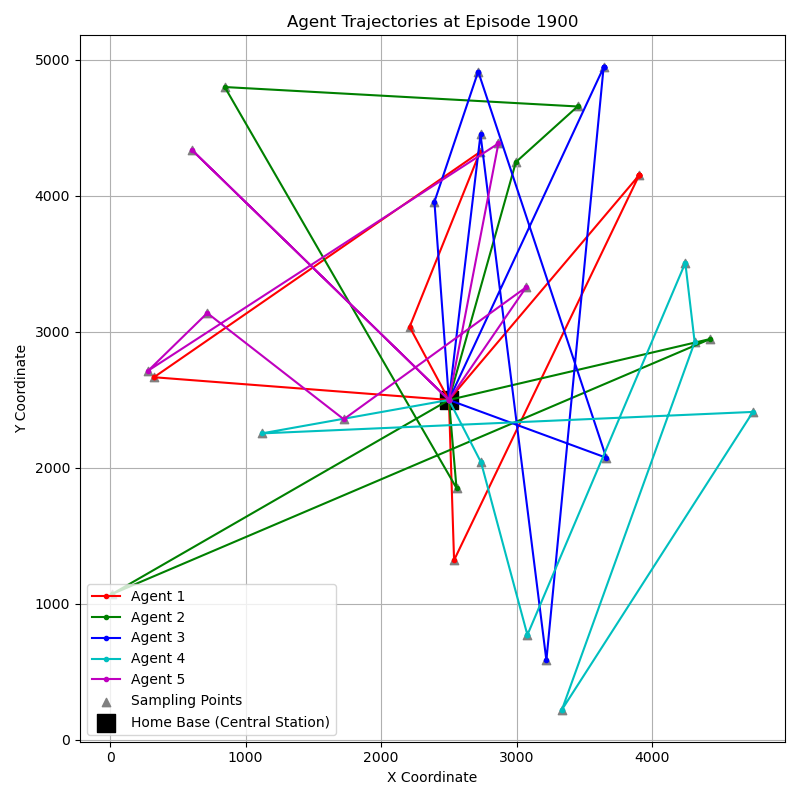 Agent Trajectories at Episode 1900
Y Coordinate
5000
4000
3000
2000
1000
0
Agent 1
Agent 2
Agent 3
Agent 4
Agent 5
Sampling Points
Home Base (Central Station)
0 1000 2000 3000 4000
X Coordinate